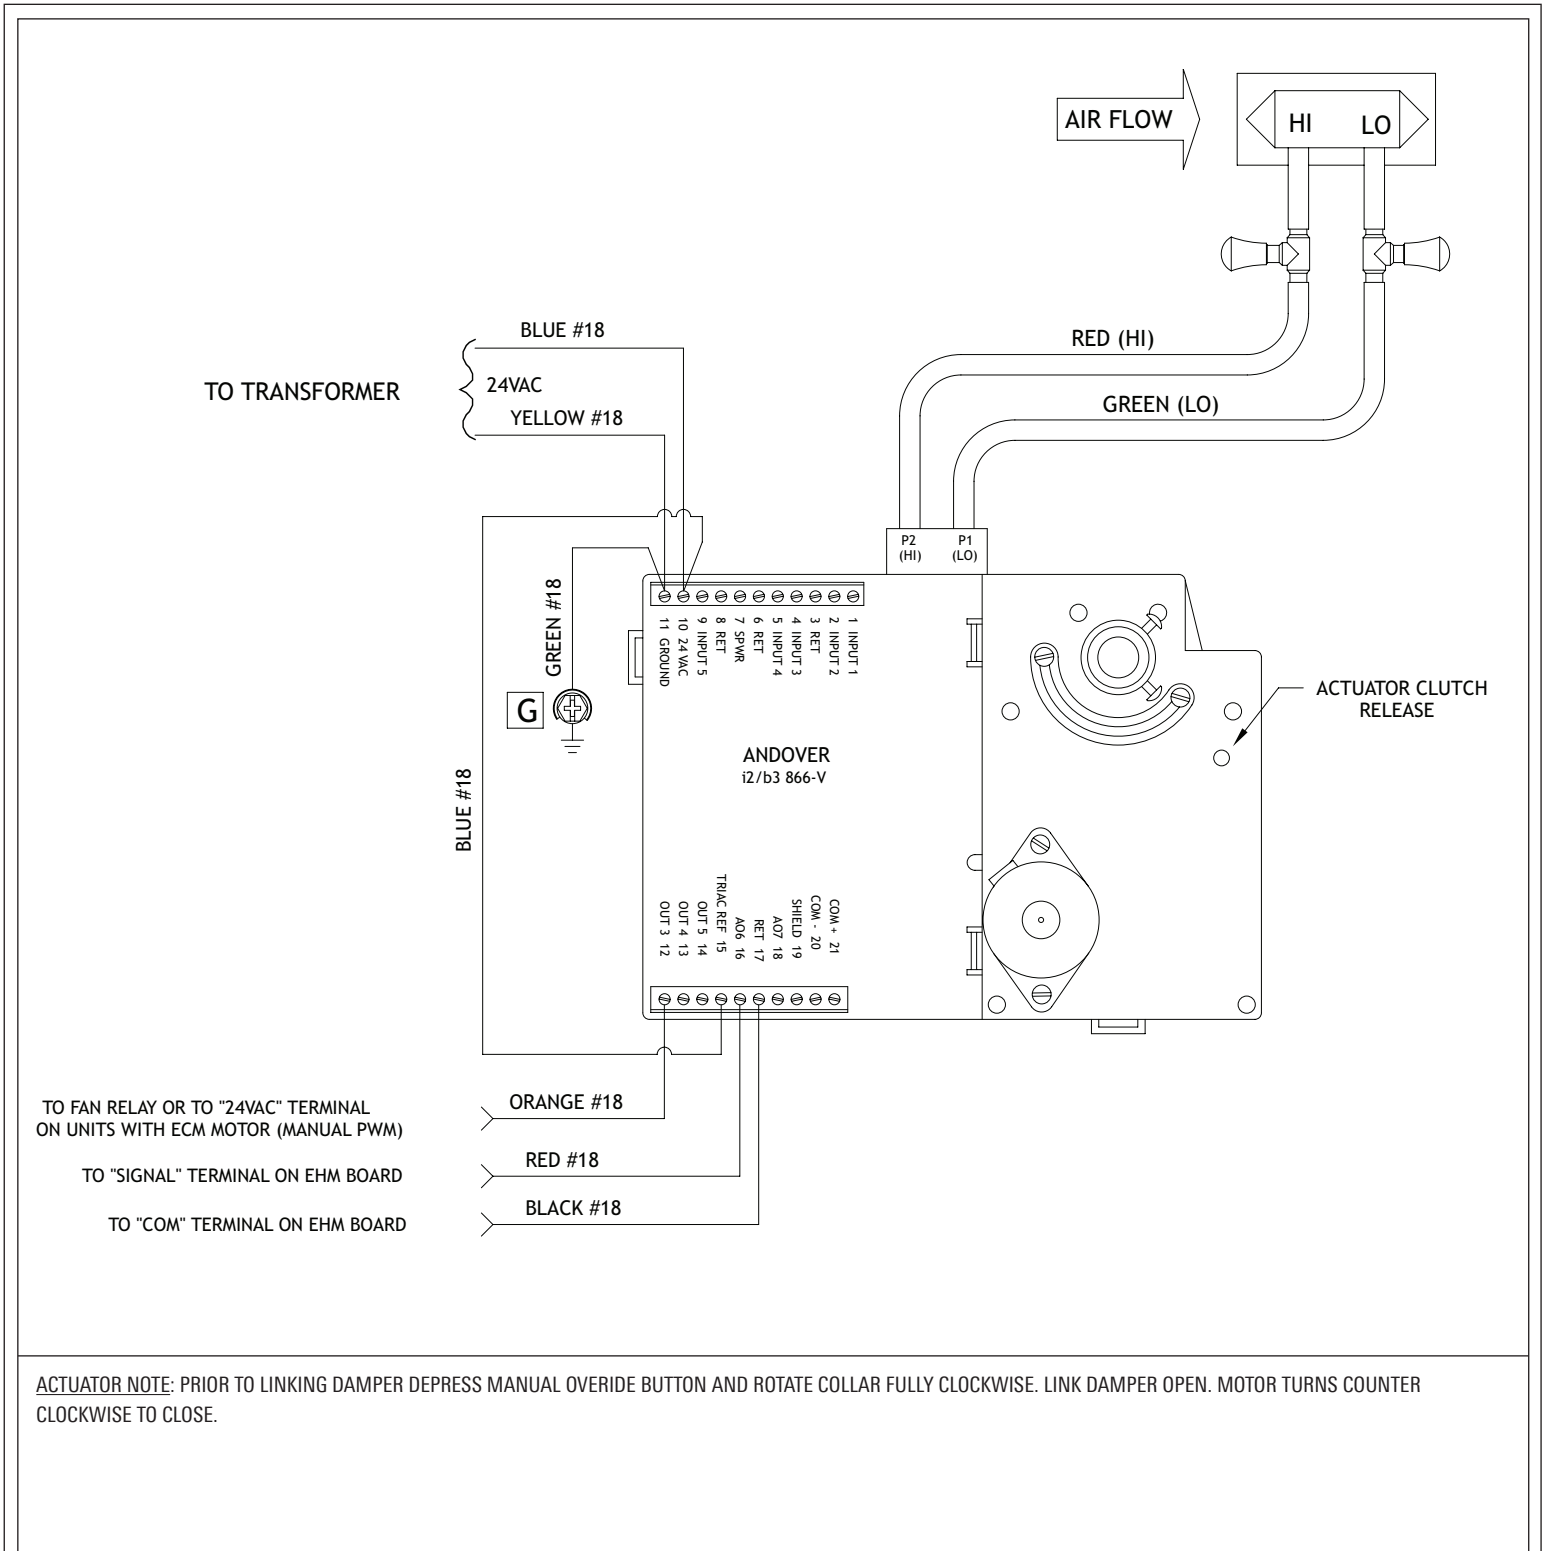 AIR FLOW
HI
LO
BLUE #18
RED (HI)
TO TRANSFORMER
24VAC
GREEN (LO)
YELLOW #18
P2
(HI)
P1
(LO)
GREEN #18
11 GROUND
10 24 VAC
9 INPUT 5
8 RET
7 SPWR
6 RET
5 INPUT 4
4 INPUT 3
3 RET
2 INPUT 2
1 INPUT 1
G
ACTUATOR CLUTCH
RELEASE
ANDOVER
i2/b3 866-V
BLUE #18
OUT 3 12
OUT 4 13
OUT 5 14
TRIAC REF 15
AO6 16
RET 17
AO7 18
SHIELD 19
COM - 20
COM + 21
TO FAN RELAY OR TO "24VAC" TERMINAL
ON UNITS WITH ECM MOTOR (MANUAL PWM)
ORANGE #18
TO "SIGNAL" TERMINAL ON EHM BOARD
RED #18
TO "COM" TERMINAL ON EHM BOARD
BLACK #18
ACTUATOR NOTE: PRIOR TO LINKING DAMPER DEPRESS MANUAL OVERIDE BUTTON AND ROTATE COLLAR FULLY CLOCKWISE. LINK DAMPER OPEN. MOTOR TURNS COUNTER
CLOCKWISE TO CLOSE.